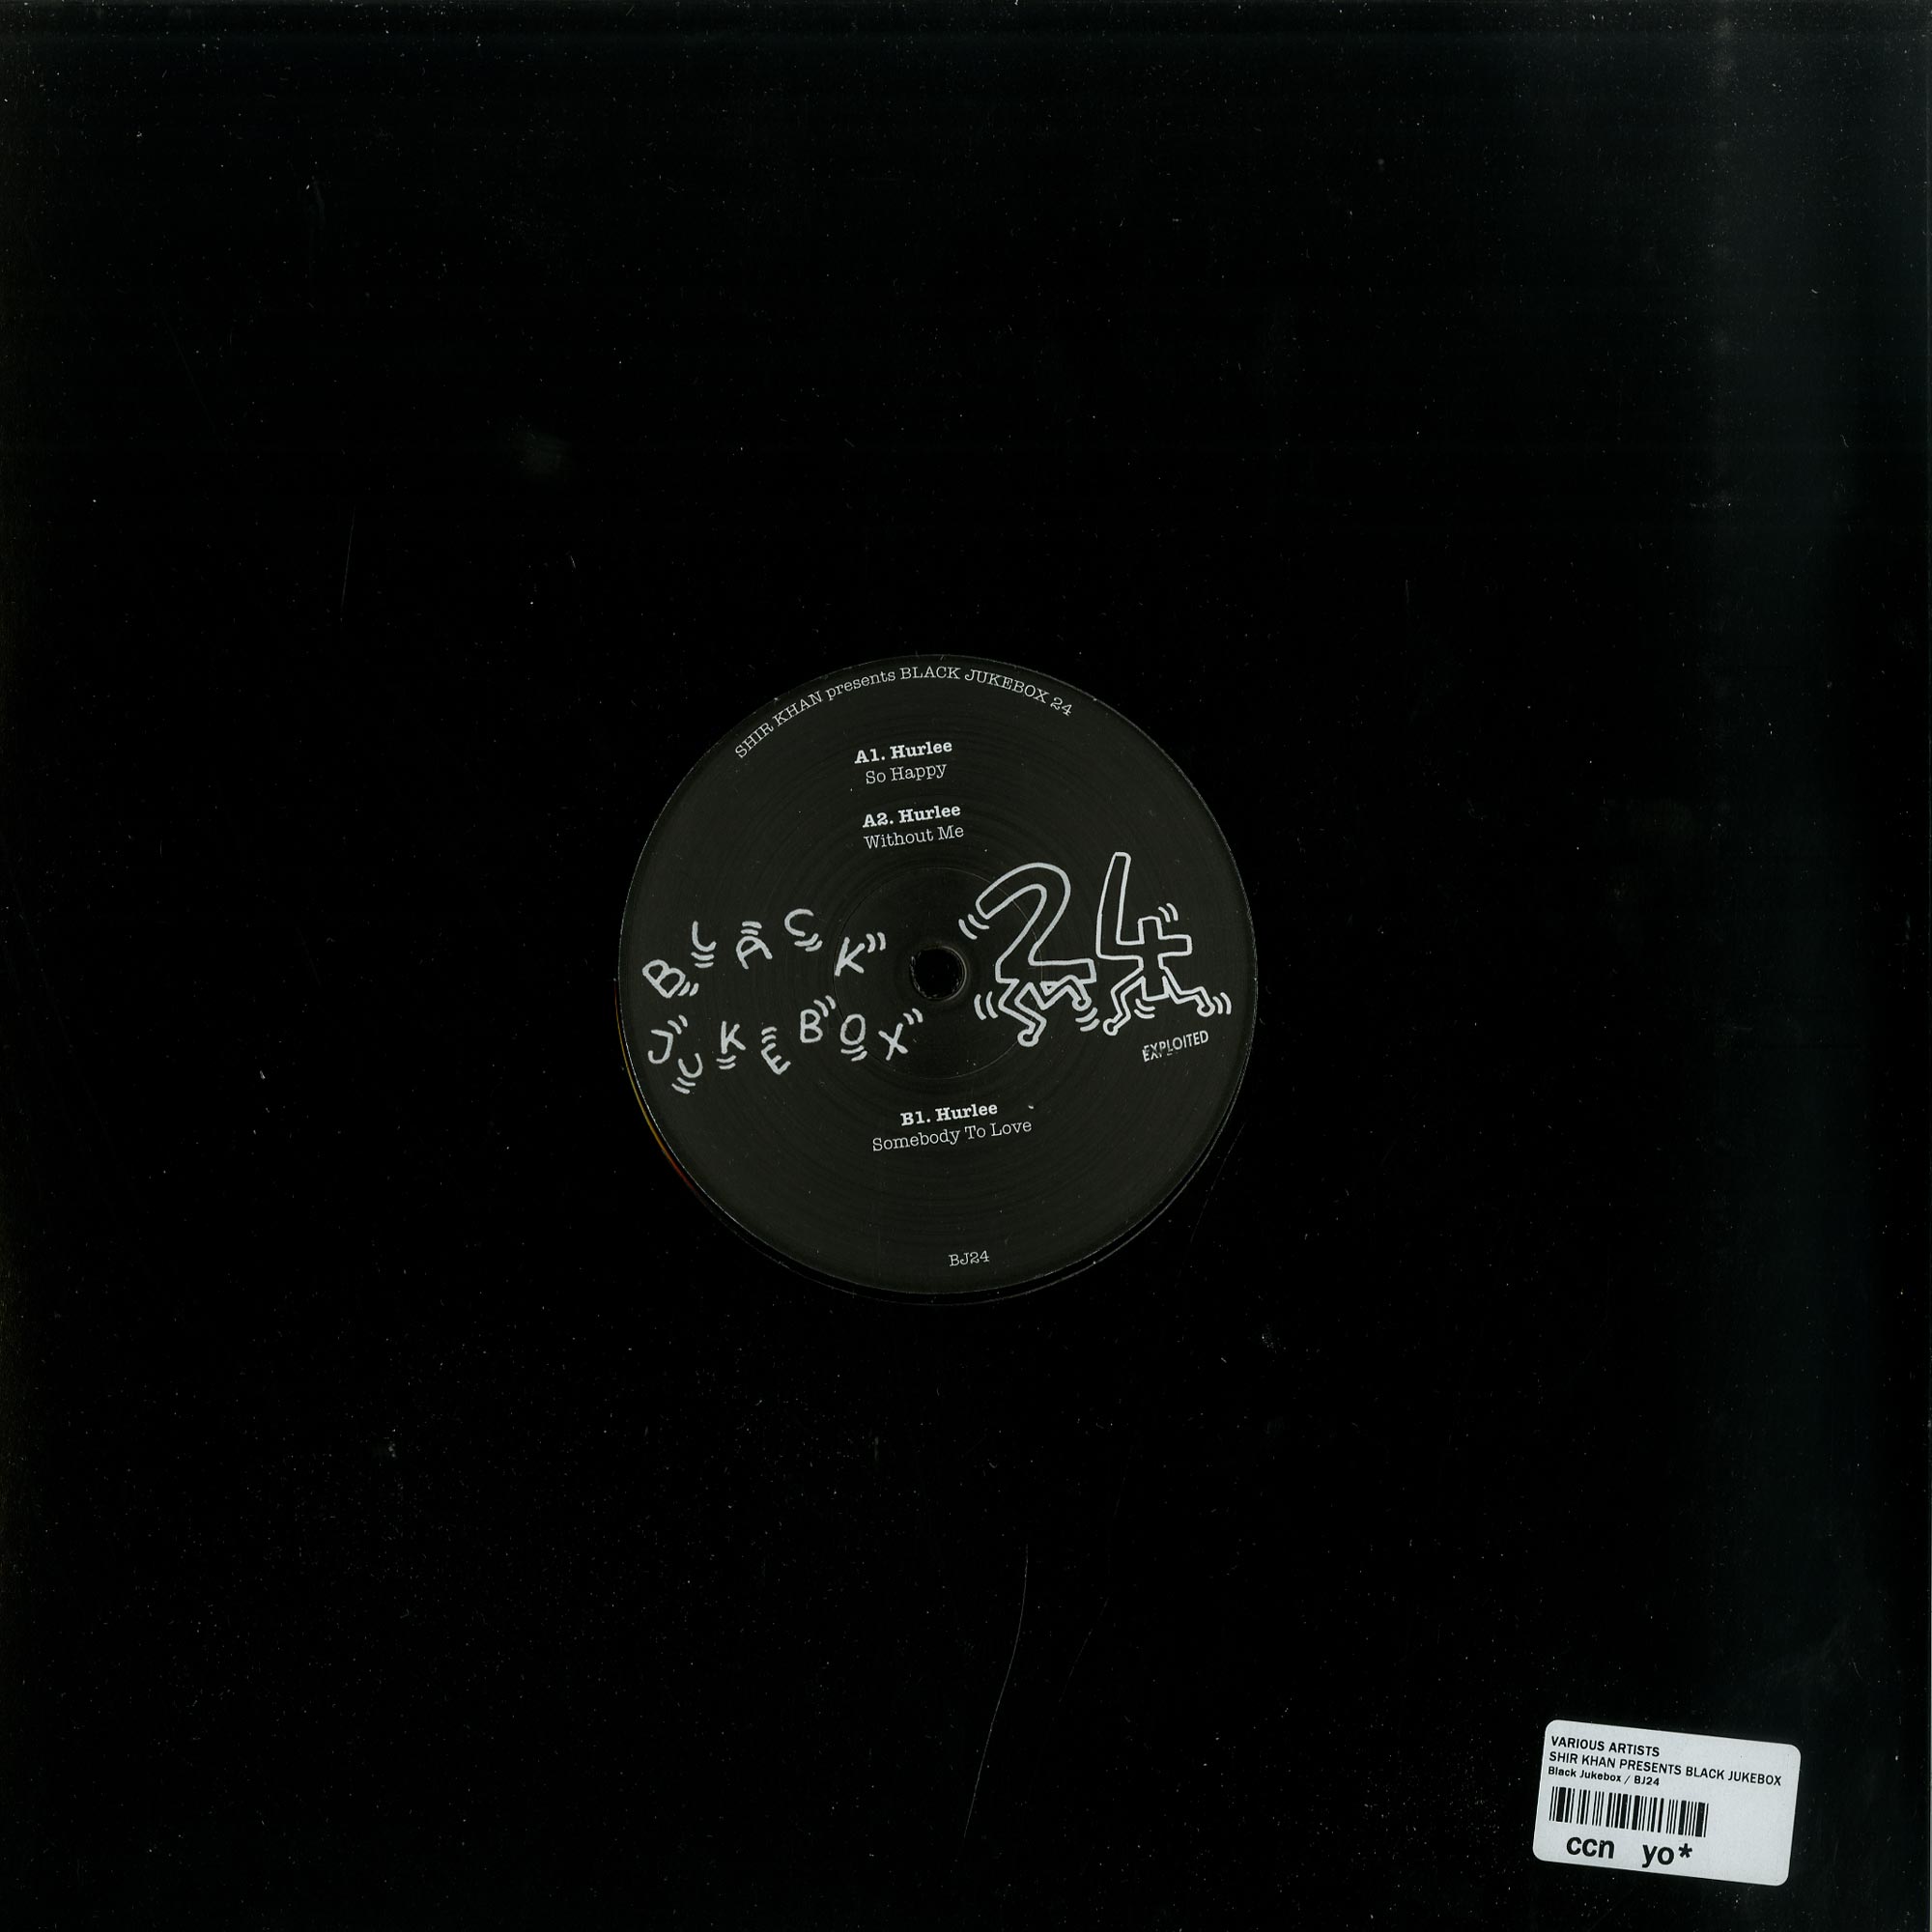 SHIR KHAN presents BLACK JUKEBOX 24
A1. Hurlee
So Happy
A2. Hurlee
Without Me
BLACK
JUKEBOX
24
EXPLOITED
B1. Hurlee
Somebody To Love
BJ24
VARIOUS ARTISTS
SHIR KHAN PRESENTS BLACK JUKEBOX
Black Jukebox / BJ24
ccn yo*